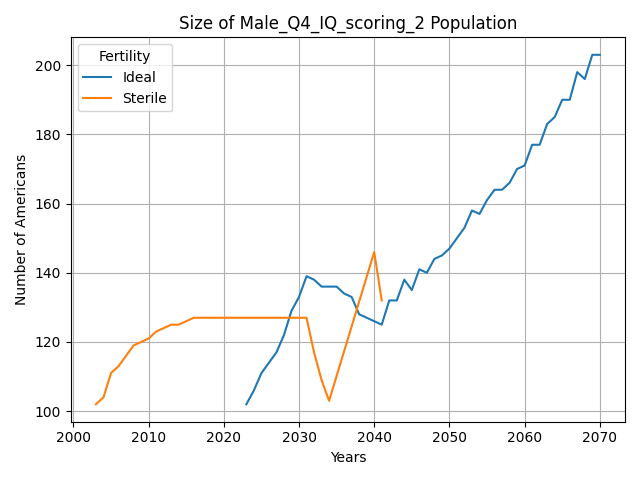 Size of Male_Q4_IQ_scoring_2 Population
Fertility
Ideal
Sterile
Number of Americans
200
180
160
140
120
100
2000 2010 2020 2030 2040 2050 2060 2070
Years